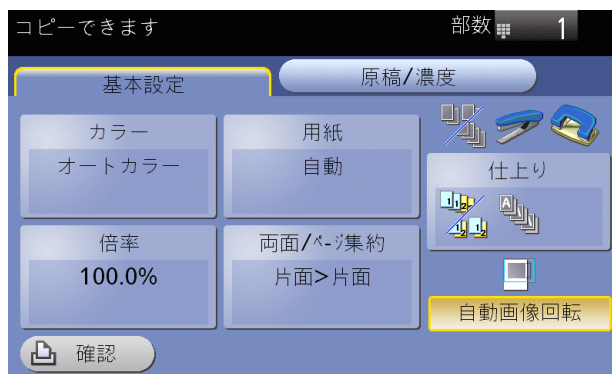 コピーできます
部数 1
基本設定
原稿/濃度
カラー
オートカラー
用紙
自動
仕上り
倍率
100.0%
両面/ページ集約
片面>片面
自動画像回転
確認